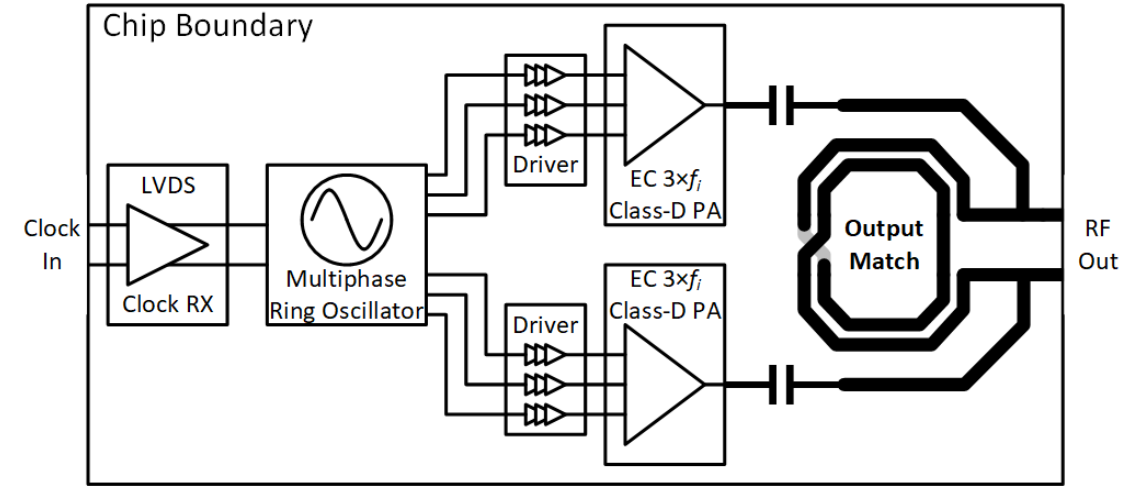 Chip Boundary
LVDS
Clock RX
Clock
In
Multiphase
Ring Oscillator
Driver
EC 3×fᵢ
Class-D PA
Driver
EC 3×fᵢ
Class-D PA
Output
Match
RF
Out